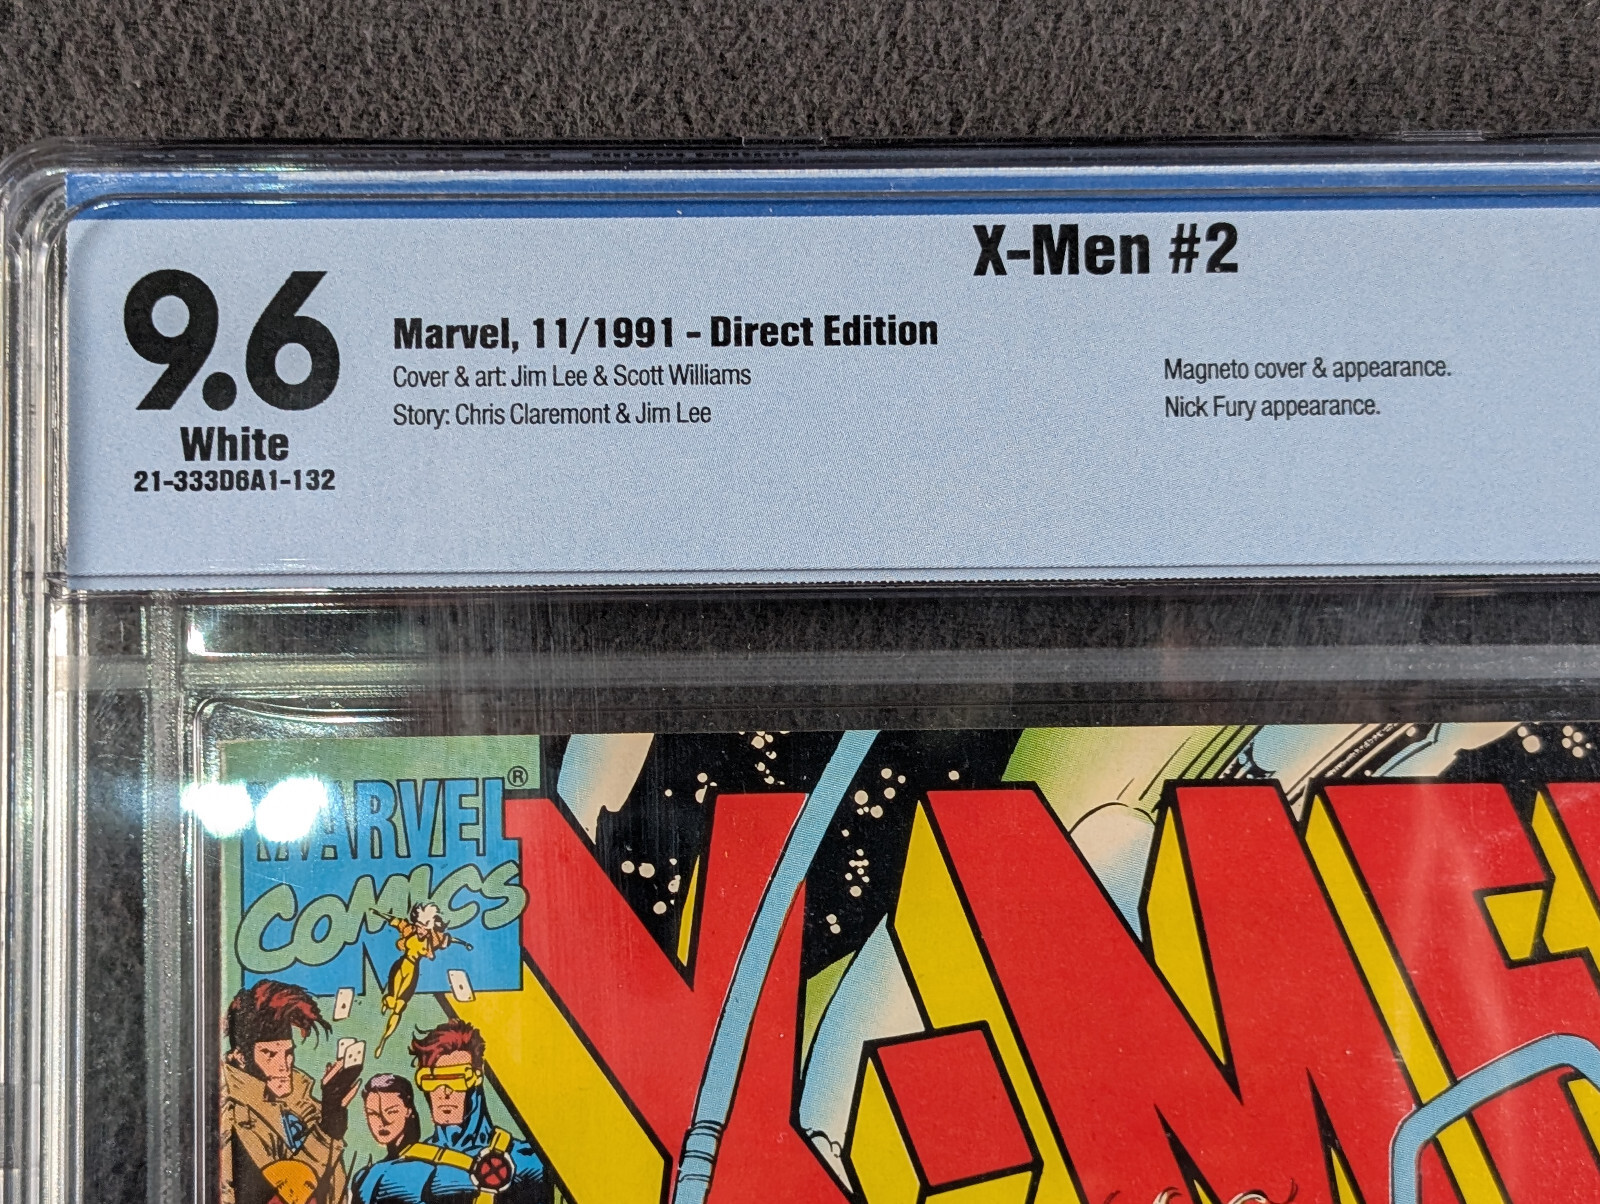 X-Men #2
9.6
White
21-333D6A1-132
Marvel, 11/1991 - Direct Edition
Cover & art: Jim Lee & Scott Williams
Story: Chris Claremont & Jim Lee
Magneto cover & appearance.
Nick Fury appearance.
MARVEL®
COMICS
X-ME